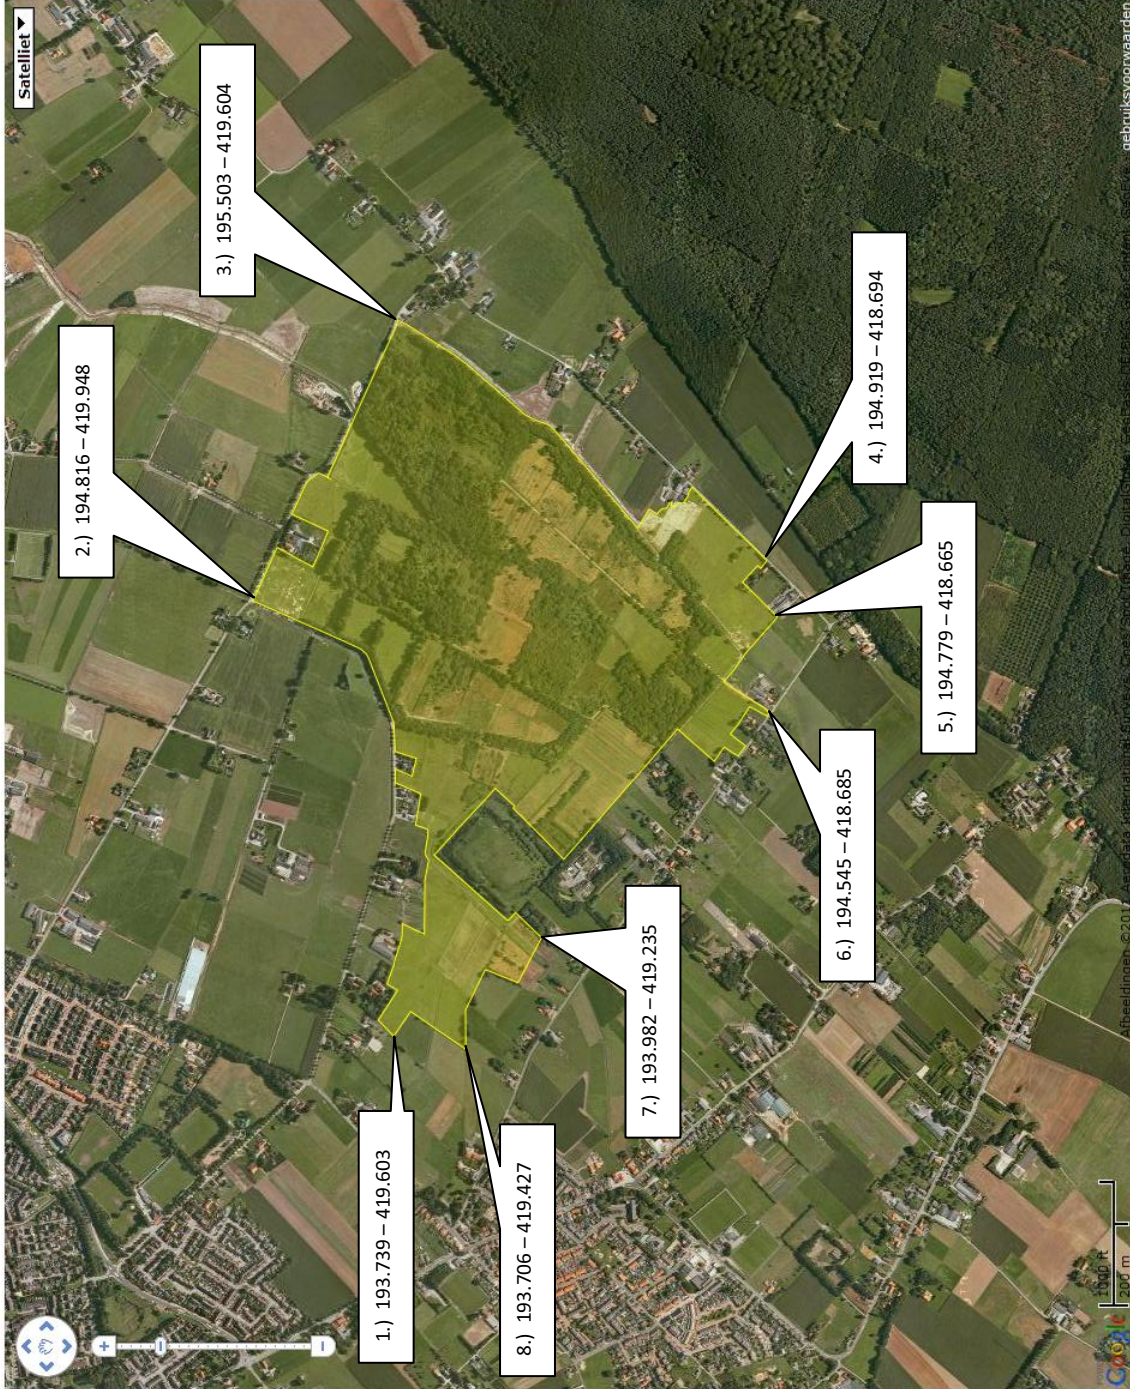 Satelliet ▼
2.) 194.816 – 419.948
3.) 195.503 – 419.604
1.) 193.739 – 419.603
8.) 193.706 – 419.427
7.) 193.982 – 419.235
6.) 194.545 – 418.685
5.) 194.779 – 418.665
4.) 194.919 – 418.694
1000 ft
200 m
Google
gebruiksvoorwaarden